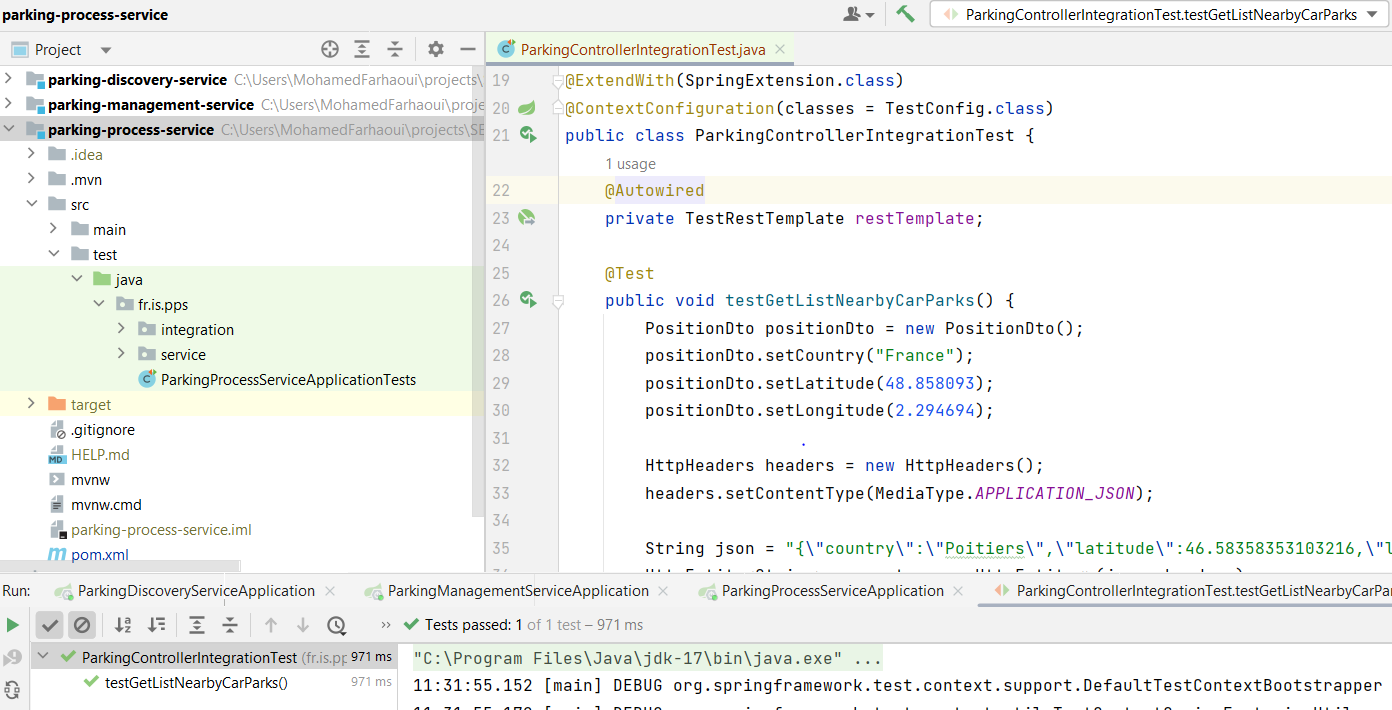 parking-process-service
ParkingControllerIntegrationTest.testGetListNearbyCarParks
Project
parking-discovery-service C:\Users\MohamedFarhaoui\projects\
parking-management-service C:\Users\MohamedFarhaoui\proje
parking-process-service C:\Users\MohamedFarhaoui\projects\SE
.idea
.mvn
src
main
test
java
fr.is.pps
integration
service
ParkingProcessServiceApplicationTests
target
.gitignore
HELP.md
mvnw
mvnw.cmd
parking-process-service.iml
pom.xml
ParkingControllerIntegrationTest.java
19 @ExtendWith(SpringExtension.class)
20 @ContextConfiguration(classes = TestConfig.class)
21 public class ParkingControllerIntegrationTest {
1 usage
22 @Autowired
23 private TestRestTemplate restTemplate;
24
25 @Test
26 public void testGetListNearbyCarParks() {
27 PositionDto positionDto = new PositionDto();
28 positionDto.setCountry("France");
29 positionDto.setLatitude(48.858093);
30 positionDto.setLongitude(2.294694);
31
32 HttpHeaders headers = new HttpHeaders();
33 headers.setContentType(MediaType.APPLICATION_JSON);
34
35 String json = "{\"country\":\"Poitiers\",\"latitude\":46.58358353103216,\"l
Run: ParkingDiscoveryServiceApplication ParkingManagementServiceApplication ParkingProcessServiceApplication ParkingControllerIntegrationTest.testGetListNearbyCarPar
Tests passed: 1 of 1 test – 971 ms
ParkingControllerIntegrationTest (fr.is.pp 971 ms
testGetListNearbyCarParks() 971 ms
"C:\Program Files\Java\jdk-17\bin\java.exe" ...
11:31:55.152 [main] DEBUG org.springframework.test.context.support.DefaultTestContextBootstrapper